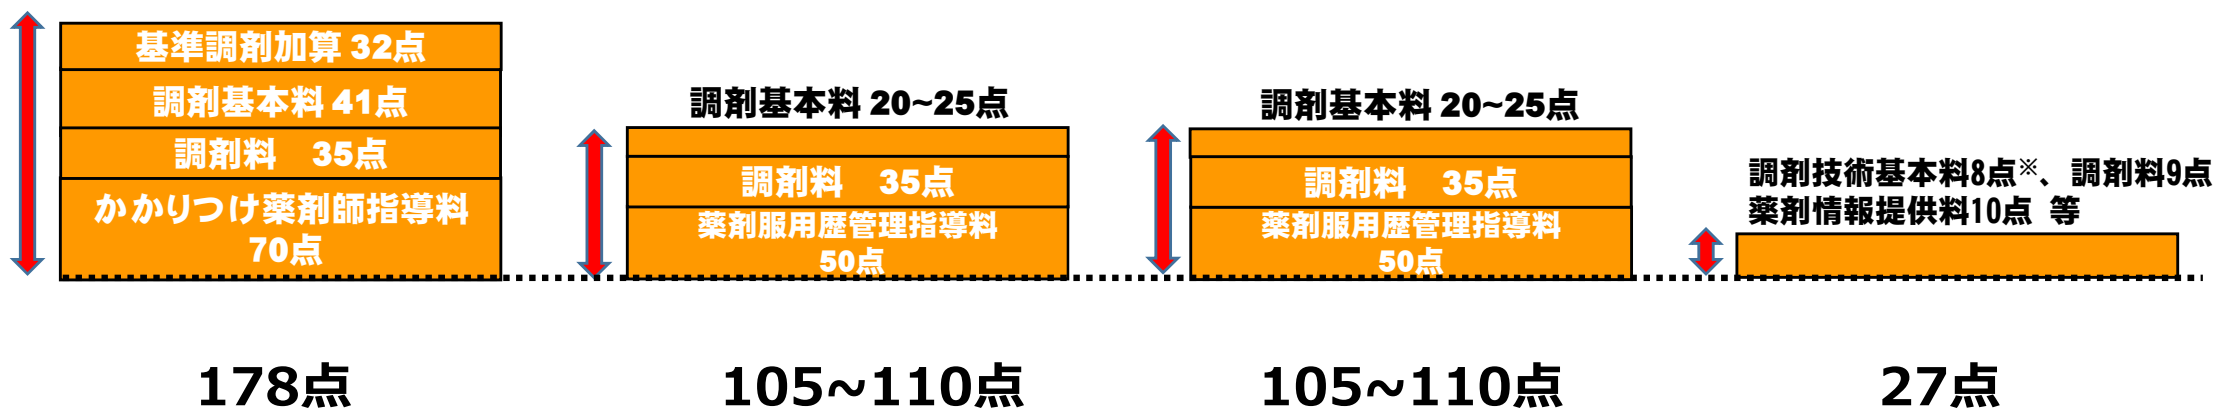 基準調剤加算 32点
調剤基本料 41点
調剤料　35点
かかりつけ薬剤師指導料
70点
178点
調剤基本料 20~25点
調剤料　35点
薬剤服用歴管理指導料
50点
105~110点
調剤基本料 20~25点
調剤料　35点
薬剤服用歴管理指導料
50点
105~110点
調剤技術基本料8点※、調剤料9点
薬剤情報提供料10点 等
27点